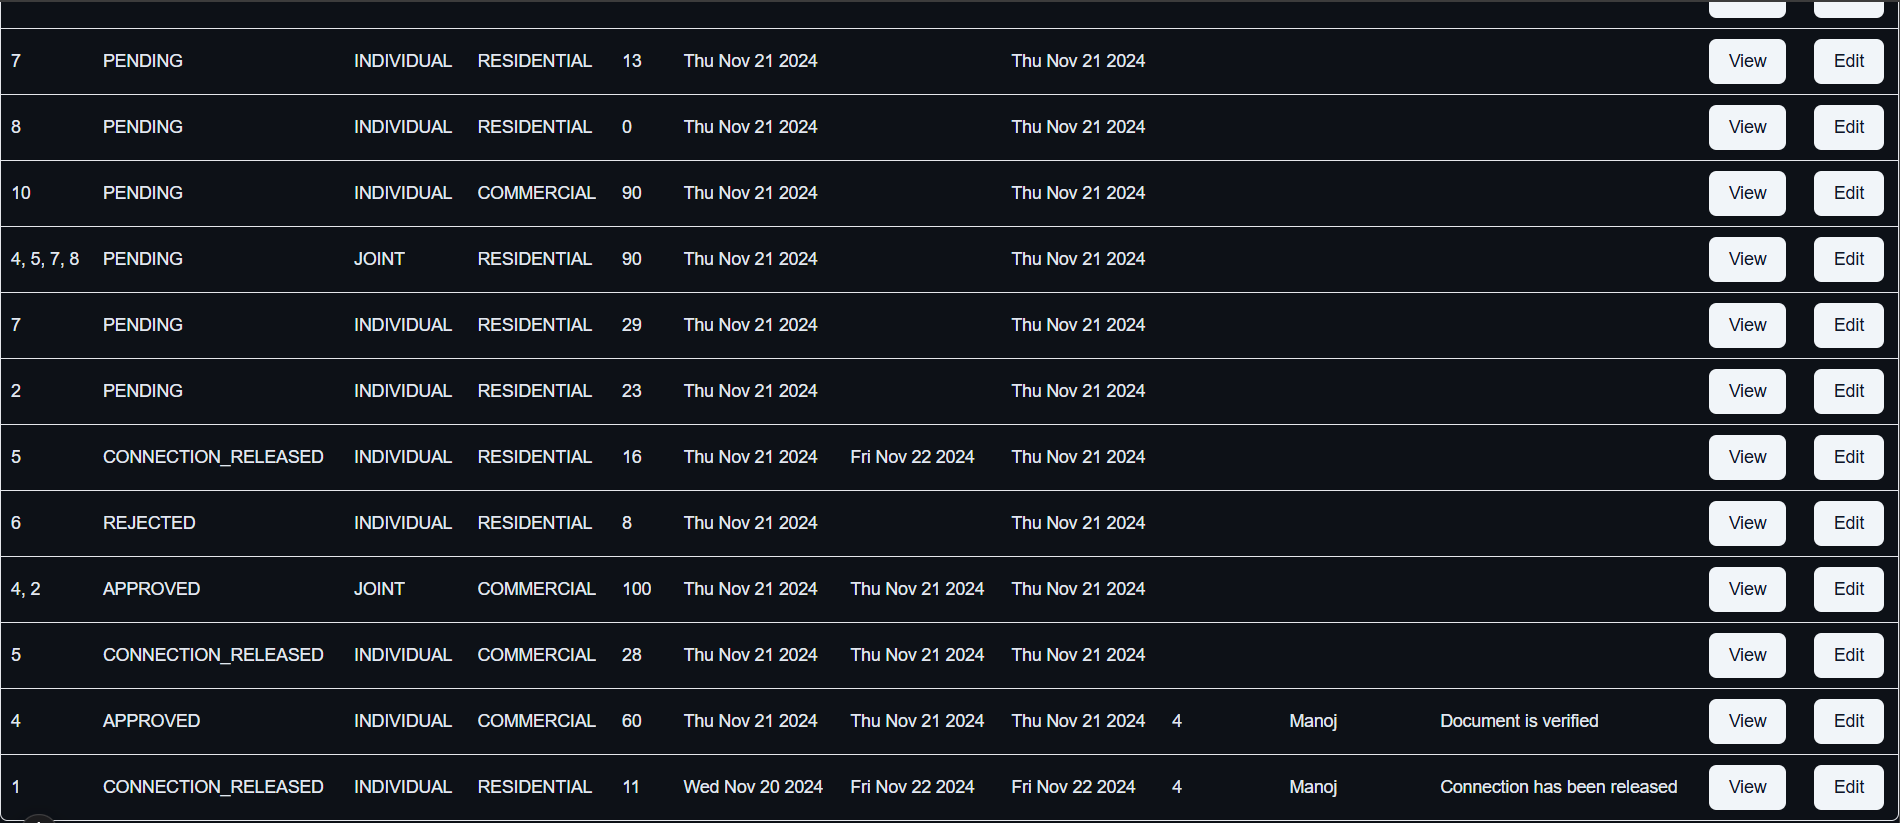 7 PENDING INDIVIDUAL RESIDENTIAL 13 Thu Nov 21 2024 Thu Nov 21 2024 View Edit
8 PENDING INDIVIDUAL RESIDENTIAL 0 Thu Nov 21 2024 Thu Nov 21 2024 View Edit
10 PENDING INDIVIDUAL COMMERCIAL 90 Thu Nov 21 2024 Thu Nov 21 2024 View Edit
4, 5, 7, 8 PENDING JOINT RESIDENTIAL 90 Thu Nov 21 2024 Thu Nov 21 2024 View Edit
7 PENDING INDIVIDUAL RESIDENTIAL 29 Thu Nov 21 2024 Thu Nov 21 2024 View Edit
2 PENDING INDIVIDUAL RESIDENTIAL 23 Thu Nov 21 2024 Thu Nov 21 2024 View Edit
5 CONNECTION_RELEASED INDIVIDUAL RESIDENTIAL 16 Thu Nov 21 2024 Fri Nov 22 2024 Thu Nov 21 2024 View Edit
6 REJECTED INDIVIDUAL RESIDENTIAL 8 Thu Nov 21 2024 Thu Nov 21 2024 View Edit
4, 2 APPROVED JOINT COMMERCIAL 100 Thu Nov 21 2024 Thu Nov 21 2024 Thu Nov 21 2024 View Edit
5 CONNECTION_RELEASED INDIVIDUAL COMMERCIAL 28 Thu Nov 21 2024 Thu Nov 21 2024 Thu Nov 21 2024 View Edit
4 APPROVED INDIVIDUAL COMMERCIAL 60 Thu Nov 21 2024 Thu Nov 21 2024 Thu Nov 21 2024 4 Manoj Document is verified View Edit
1 CONNECTION_RELEASED INDIVIDUAL RESIDENTIAL 11 Wed Nov 20 2024 Fri Nov 22 2024 Fri Nov 22 2024 4 Manoj Connection has been released View Edit